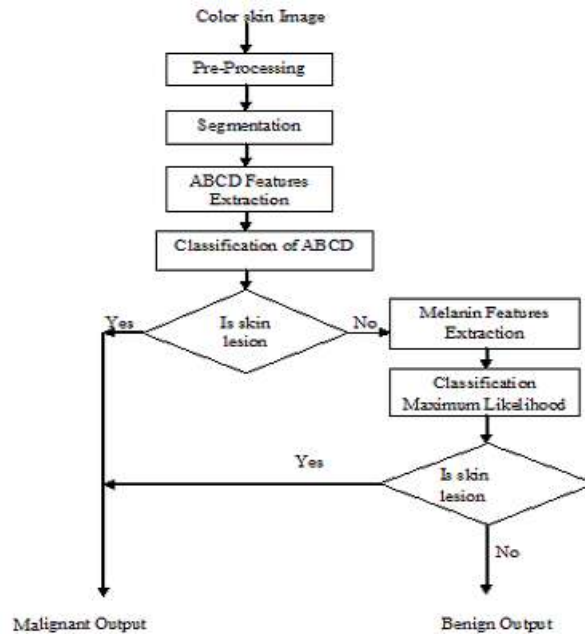 Color skin Image
Pre-Processing
Segmentation
ABCD Features
Extraction
Classification of ABCD
Yes
Is skin
lesion
No
Melanin Features
Extraction
Classification
Maximum Likelihood
Yes
Is skin
lesion
No
Malignant Output
Benign Output